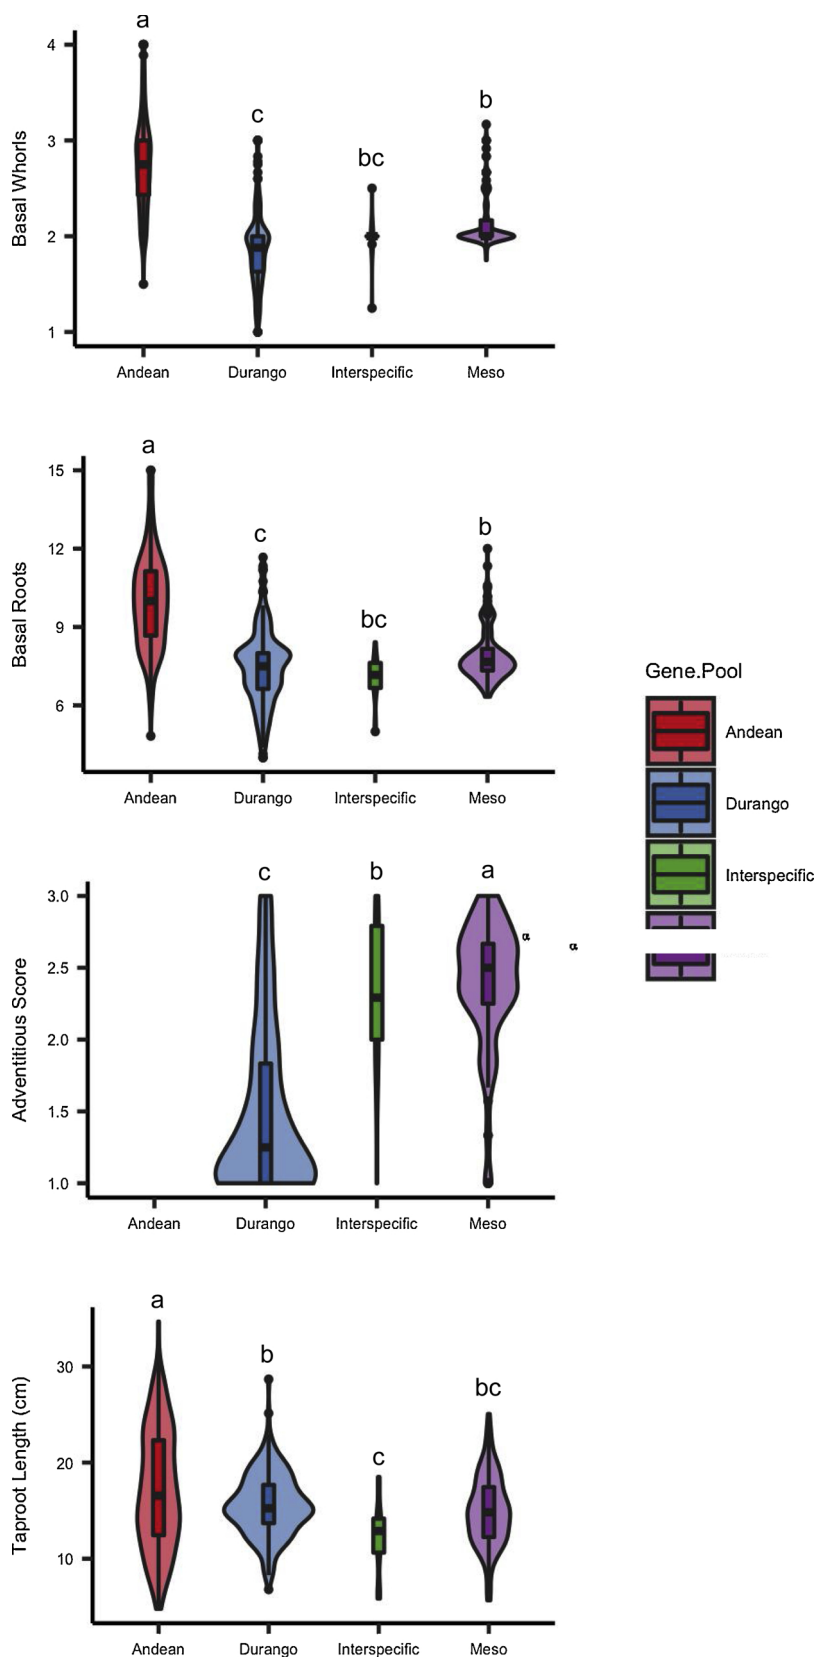 a
4
c
b
bc
3
Basal Whorls
2
1
Andean Durango Interspecific Meso
a
15
c
b
12
bc
9
Basal Roots
6
Andean Durango Interspecific Meso
Gene.Pool
Andean
Durango
Interspecific
c b a
3.0
α α
2.5
2.0
Adventitious Score
1.5
1.0
Andean Durango Interspecific Meso
a
b
30
bc
c
20
Taproot Length (cm)
10
Andean Durango Interspecific Meso